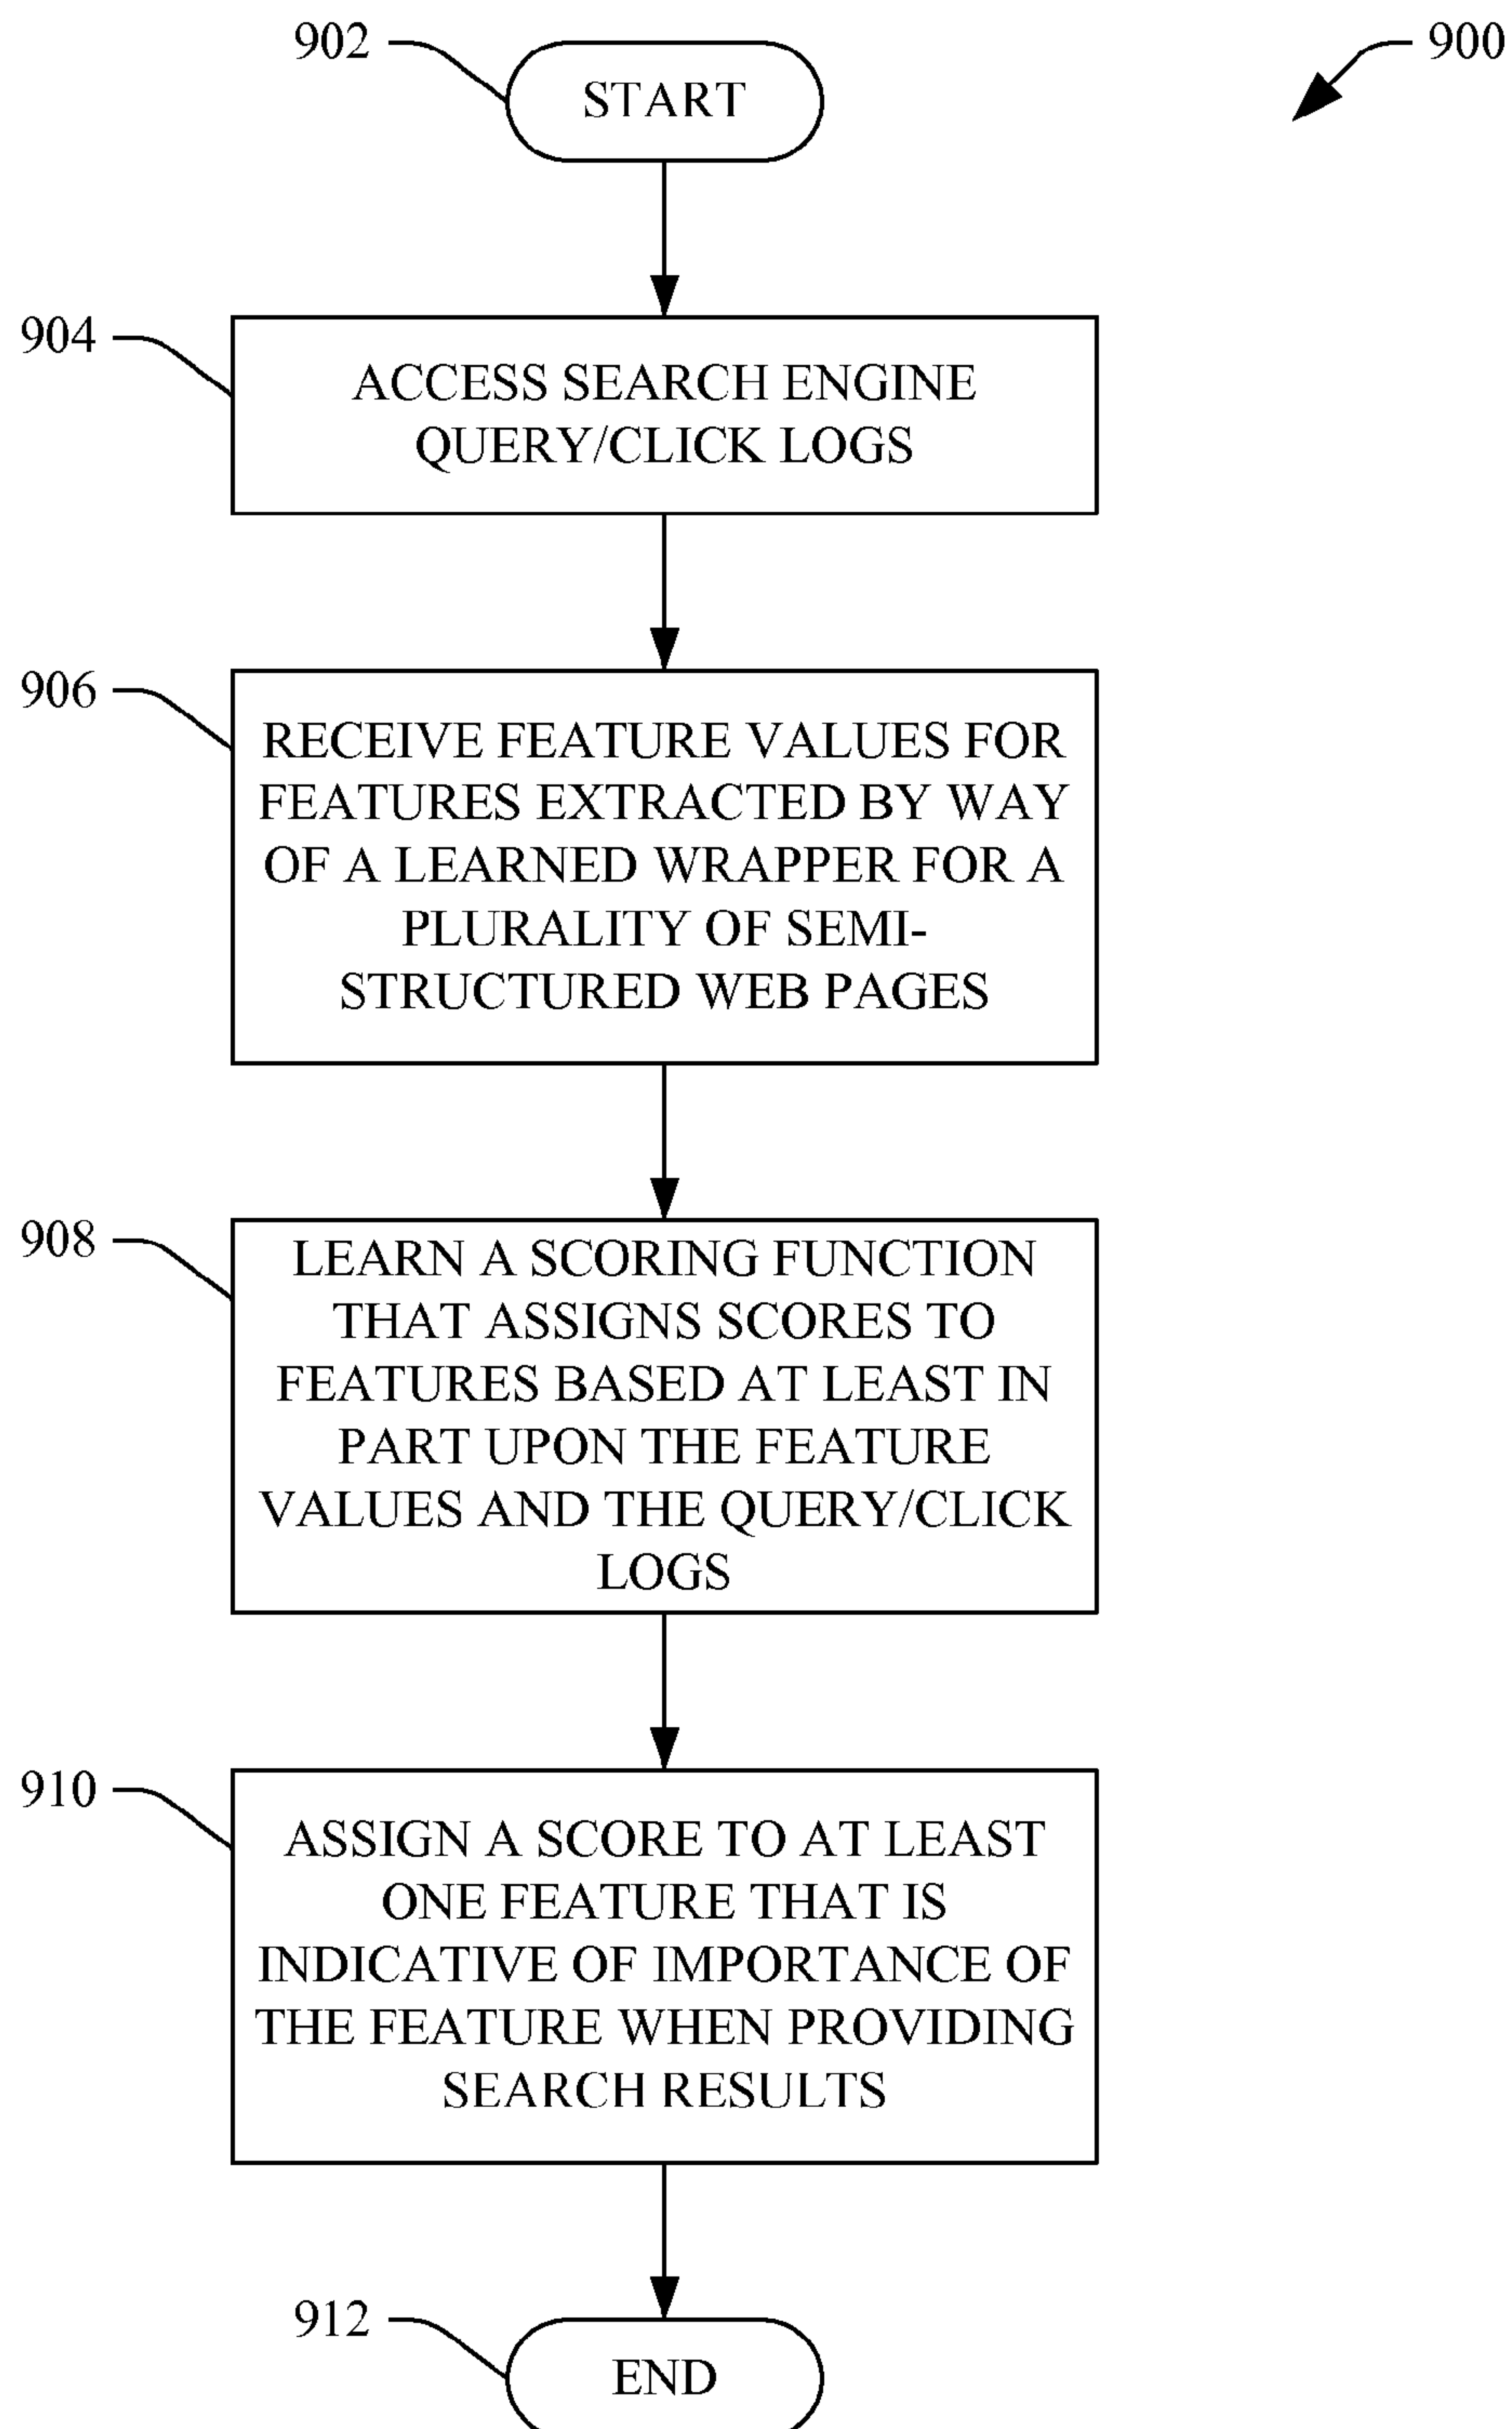 902
START
900
904
ACCESS SEARCH ENGINE
QUERY/CLICK LOGS
906
RECEIVE FEATURE VALUES FOR
FEATURES EXTRACTED BY WAY
OF A LEARNED WRAPPER FOR A
PLURALITY OF SEMI-
STRUCTURED WEB PAGES
908
LEARN A SCORING FUNCTION
THAT ASSIGNS SCORES TO
FEATURES BASED AT LEAST IN
PART UPON THE FEATURE
VALUES AND THE QUERY/CLICK
LOGS
910
ASSIGN A SCORE TO AT LEAST
ONE FEATURE THAT IS
INDICATIVE OF IMPORTANCE OF
THE FEATURE WHEN PROVIDING
SEARCH RESULTS
912
END